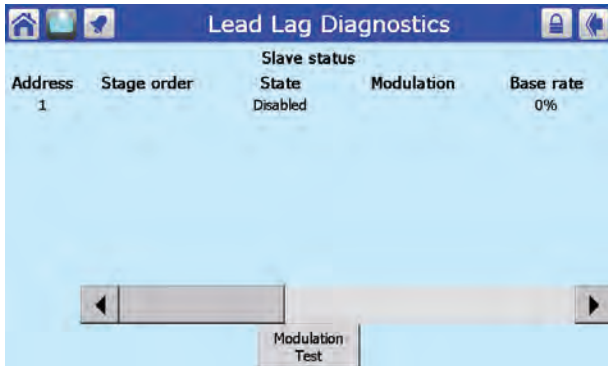 Lead Lag Diagnostics
Slave status
Address Stage order State Modulation Base rate
1 Disabled 0%
Modulation
Test